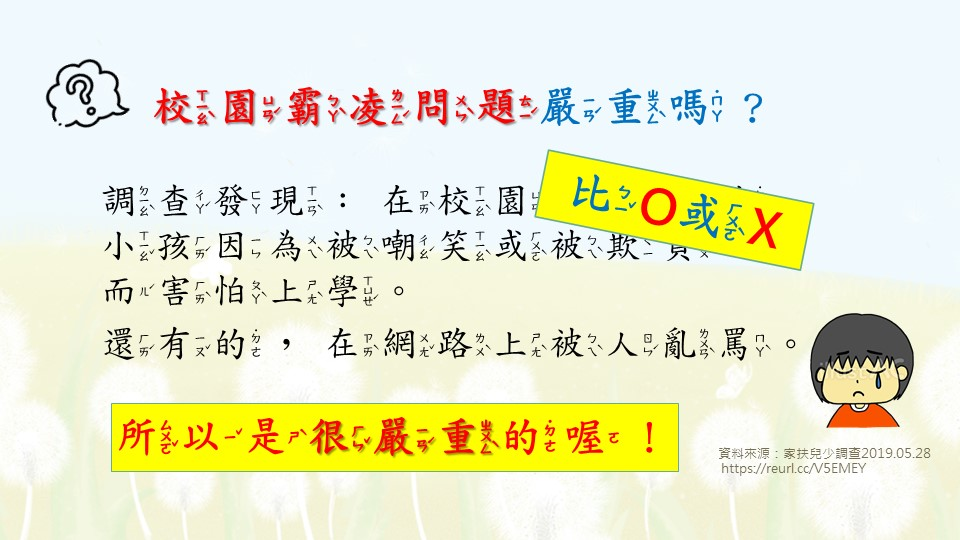 校園霸凌問題嚴重嗎？
調查發現： 在校園
比O或X
小孩因為被嘲笑或被欺負
而害怕上學。
還有的， 在網路上被人亂罵。
所以是很嚴重的喔！
資料來源：家扶兒少調查2019.05.28
https://reurl.cc/V5EMEY